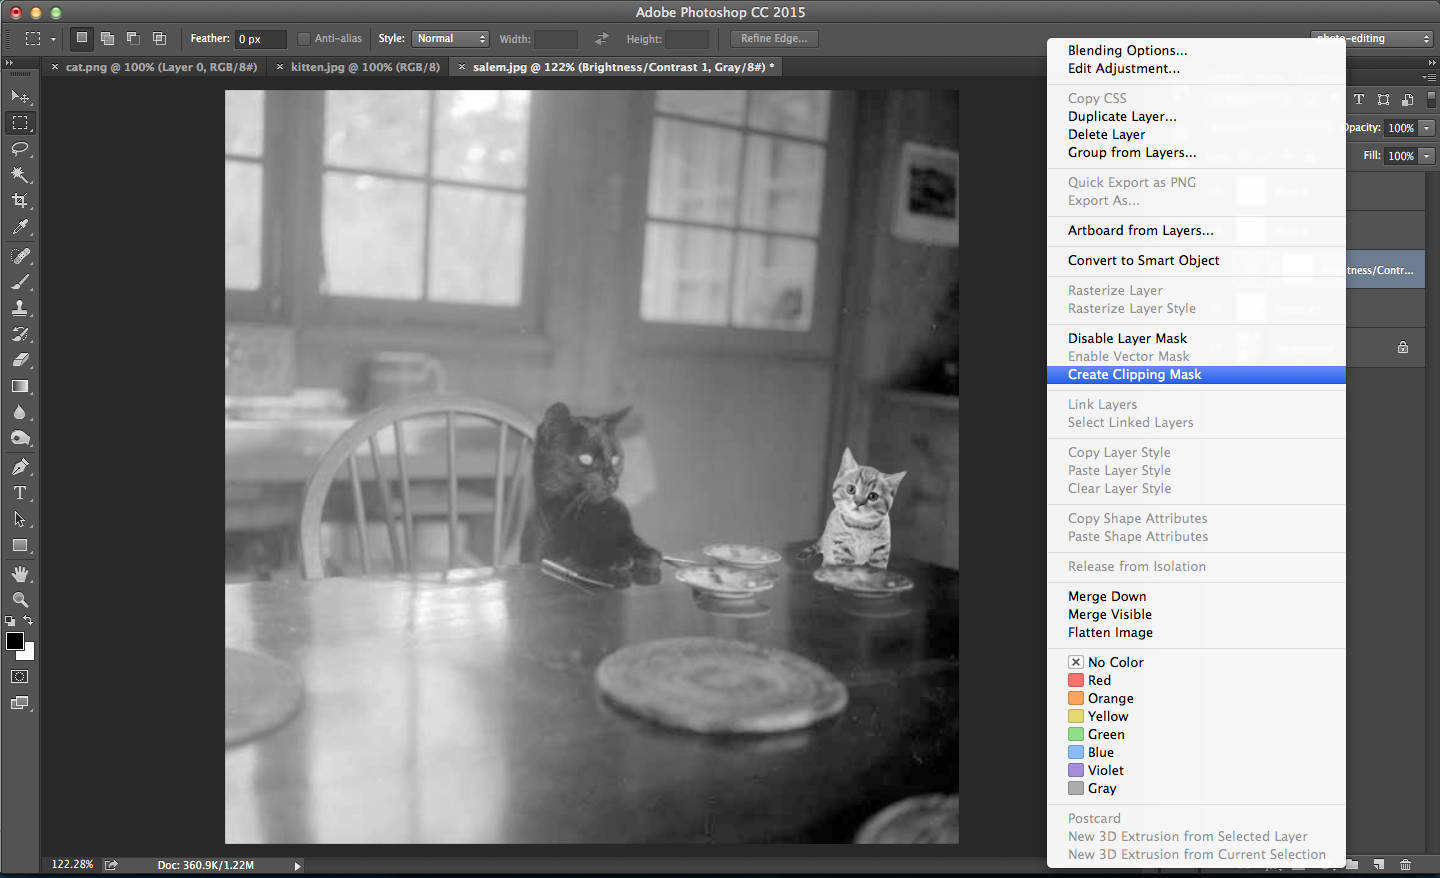 Adobe Photoshop CC 2015
Feather: 0 px Anti-alias Style: Normal Width: Height: Refine Edge... photo-editing
cat.png @ 100% (Layer 0, RGB/8#) kitten.jpg @ 100% (RGB/8) salem.jpg @ 122% (Brightness/Contrast 1, Gray/8#) *
Opacity: 100%
Fill: 100%
Blending Options...
Edit Adjustment...
Copy CSS
Duplicate Layer...
Delete Layer
Group from Layers...
Quick Export as PNG
Export As...
Artboard from Layers...
Convert to Smart Object
Rasterize Layer
Rasterize Layer Style
Disable Layer Mask
Enable Vector Mask
Create Clipping Mask
Link Layers
Select Linked Layers
Copy Layer Style
Paste Layer Style
Clear Layer Style
Copy Shape Attributes
Paste Shape Attributes
Release from Isolation
Merge Down
Merge Visible
Flatten Image
No Color
Red
Orange
Yellow
Green
Blue
Violet
Gray
Postcard
New 3D Extrusion from Selected Layer
New 3D Extrusion from Current Selection
122.28% Doc: 360.9K/1.22M